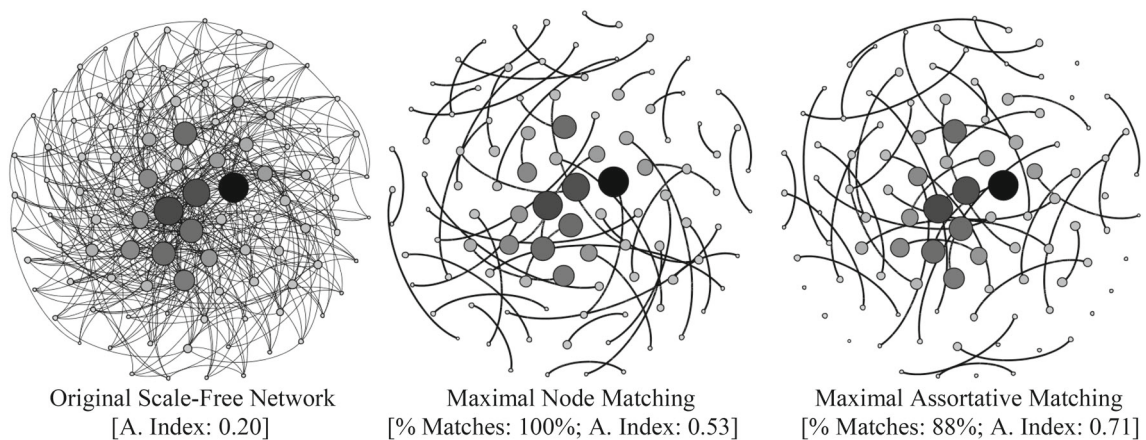 Original Scale-Free Network
[A. Index: 0.20]
Maximal Node Matching
[% Matches: 100%; A. Index: 0.53]
Maximal Assortative Matching
[% Matches: 88%; A. Index: 0.71]